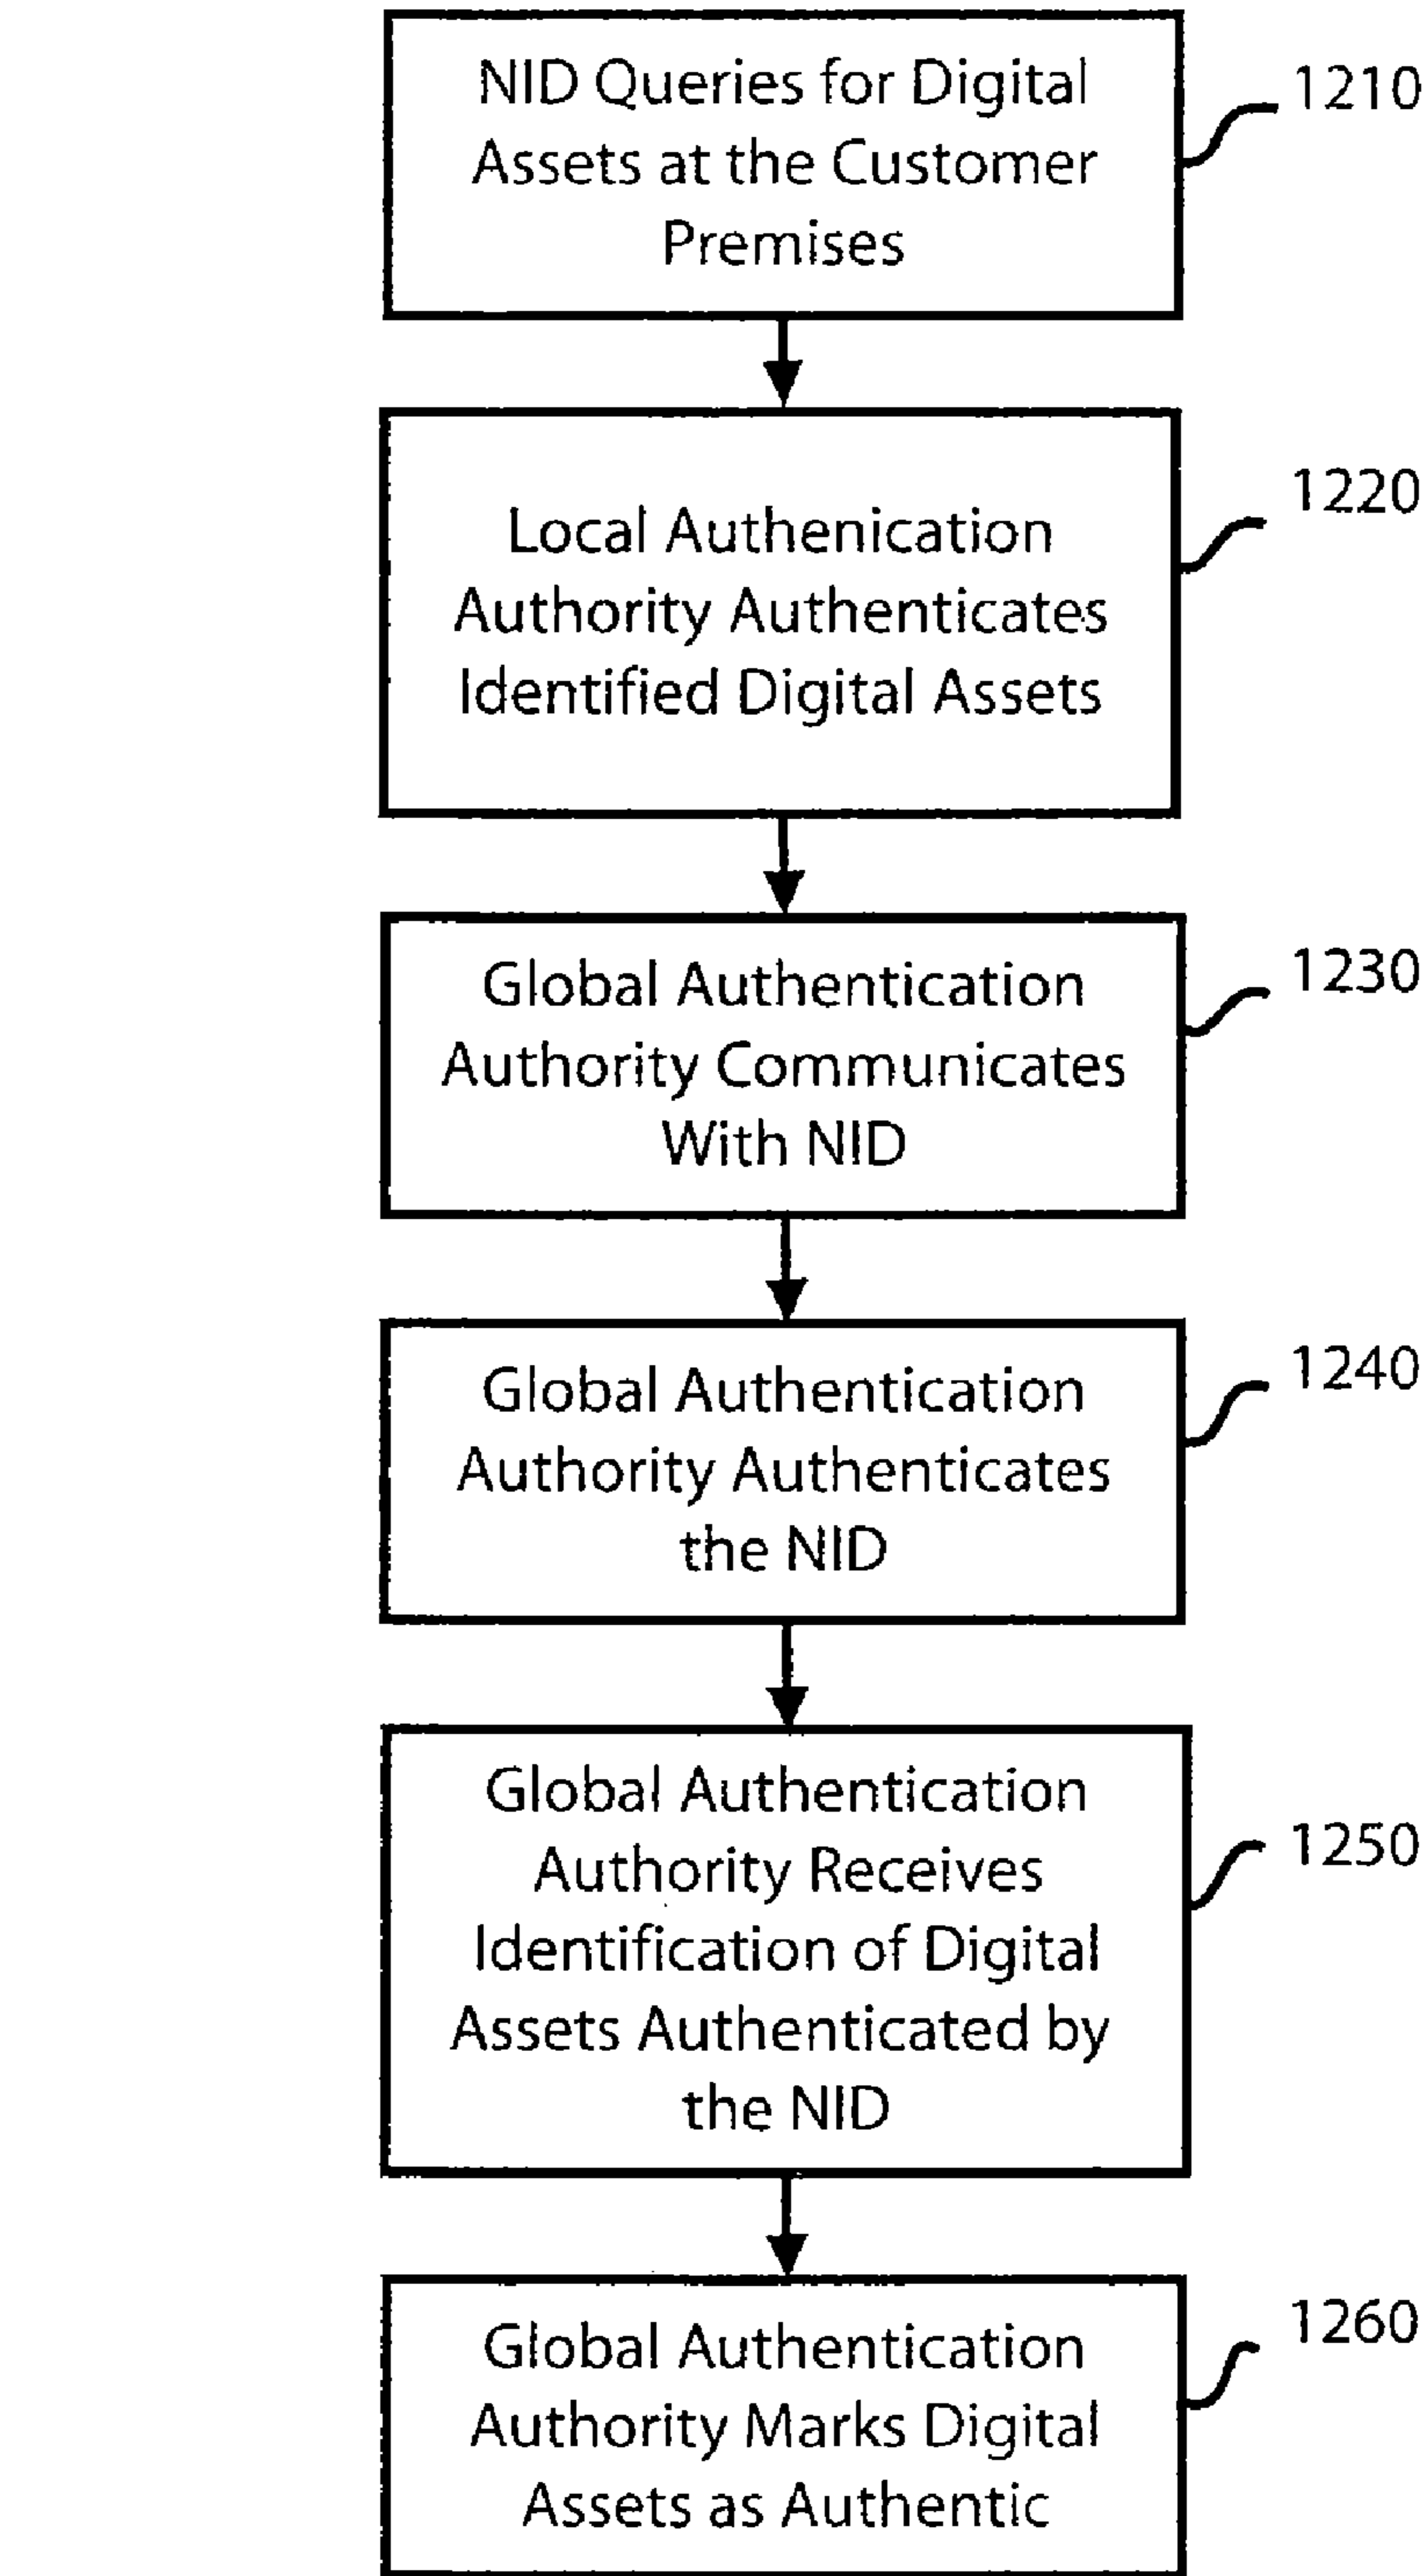 NID Queries for Digital
Assets at the Customer
Premises
1210
Local Authenication
Authority Authenticates
Identified Digital Assets
1220
Global Authentication
Authority Communicates
With NID
1230
Global Authentication
Authority Authenticates
the NID
1240
Global Authentication
Authority Receives
Identification of Digital
Assets Authenticated by
the NID
1250
Global Authentication
Authority Marks Digital
Assets as Authentic
1260